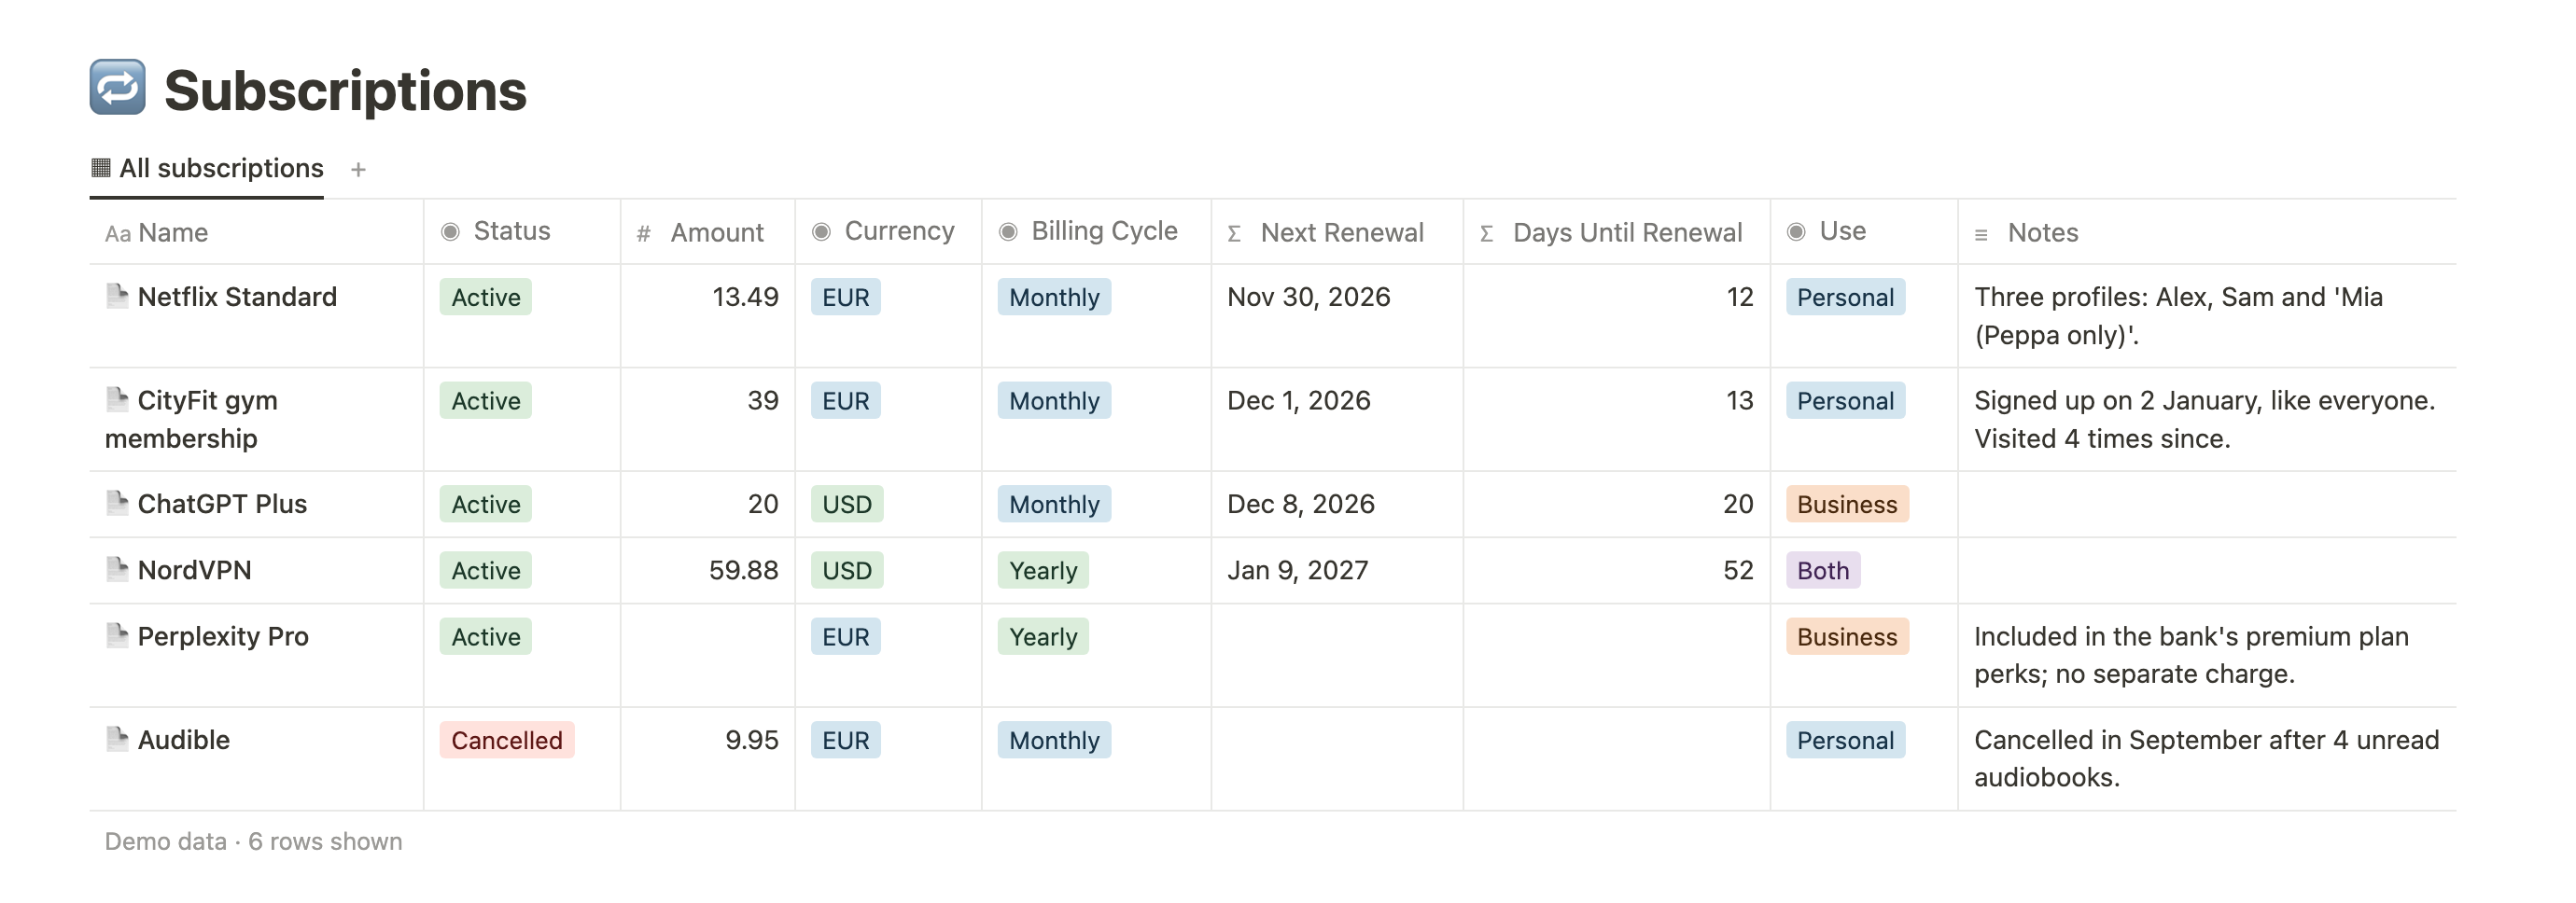 Subscriptions
All subscriptions +
Aa Name Status # Amount Currency Billing Cycle Σ Next Renewal Σ Days Until Renewal Use Notes
Netflix Standard Active 13.49 EUR Monthly Nov 30, 2026 12 Personal Three profiles: Alex, Sam and 'Mia
(Peppa only)'.
CityFit gym Active 39 EUR Monthly Dec 1, 2026 13 Personal Signed up on 2 January, like everyone.
membership Visited 4 times since.
ChatGPT Plus Active 20 USD Monthly Dec 8, 2026 20 Business
NordVPN Active 59.88 USD Yearly Jan 9, 2027 52 Both
Perplexity Pro Active EUR Yearly Business Included in the bank's premium plan
perks; no separate charge.
Audible Cancelled 9.95 EUR Monthly Personal Cancelled in September after 4 unread
audiobooks.
Demo data · 6 rows shown